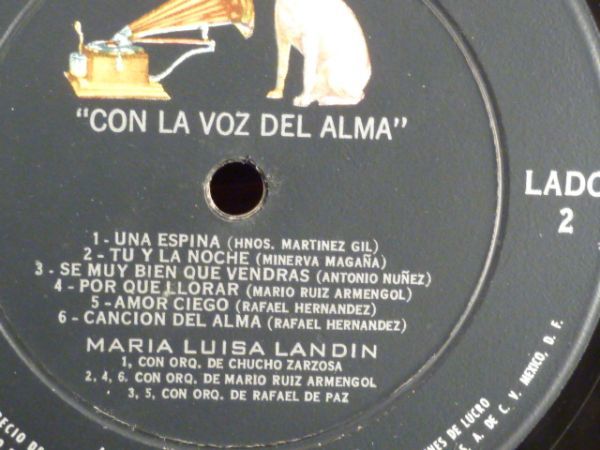 "CON LA VOZ DEL ALMA"
LADO
2
1 - UNA ESPINA (HNOS. MARTINEZ GIL)
2 - TU Y LA NOCHE (MINERVA MAGAÑA)
3 - SE MUY BIEN QUE VENDRAS (ANTONIO NUÑEZ)
4 - POR QUE LLORAR (MARIO RUIZ ARMENGOL)
5 - AMOR CIEGO (RAFAEL HERNANDEZ)
6 - CANCION DEL ALMA (RAFAEL HERNANDEZ)
MARIA LUISA LANDIN
1, CON ORQ. DE CHUCHO ZARZOSA
2, 4, 6. CON ORQ. DE MARIO RUIZ ARMENGOL
3, 5, CON ORQ. DE RAFAEL DE PAZ
NES DE LUCRO
S. A. DE C. V. MEXICO, D. F.
ECIO D